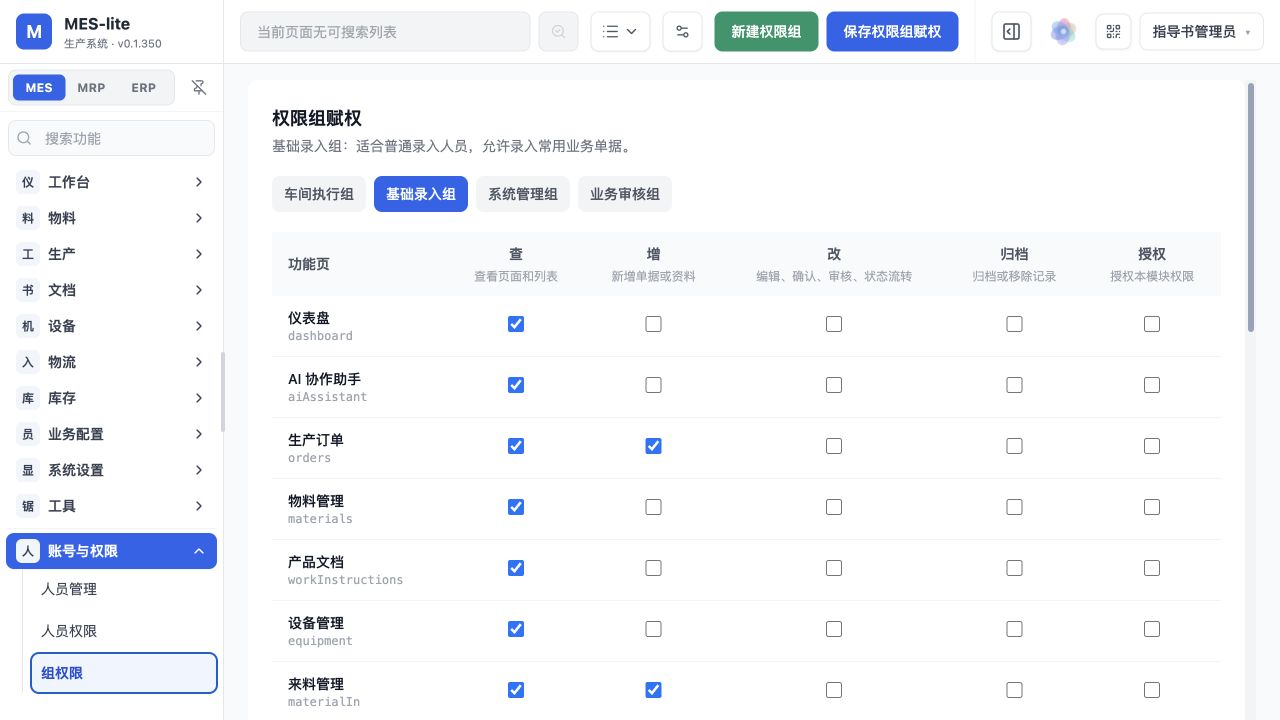 M
MES-lite
生产系统 · v0.1.350
当前页面无可搜索列表
新建权限组
保存权限组赋权
指导书管理员
MES
MRP
ERP
搜索功能
仪 工作台
料 物料
工 生产
书 文档
机 设备
入 物流
库 库存
员 业务配置
显 系统设置
锯 工具
人 账号与权限
人员管理
人员权限
组权限
权限组赋权
基础录入组：适合普通录入人员，允许录入常用业务单据。
车间执行组
基础录入组
系统管理组
业务审核组
功能页
查
查看页面和列表
增
新增单据或资料
改
编辑、确认、审核、状态流转
归档
归档或移除记录
授权
授权本模块权限
仪表盘
dashboard
AI 协作助手
aiAssistant
生产订单
orders
物料管理
materials
产品文档
workInstructions
设备管理
equipment
来料管理
materialIn